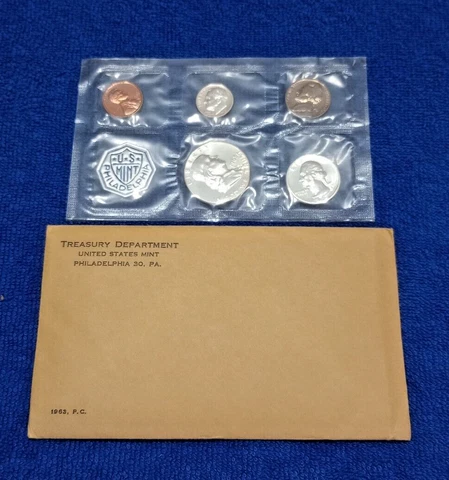 U·S
MINT
PHILADELPHIA
TREASURY DEPARTMENT
UNITED STATES MINT
PHILADELPHIA 30, PA.
1963, P.C.